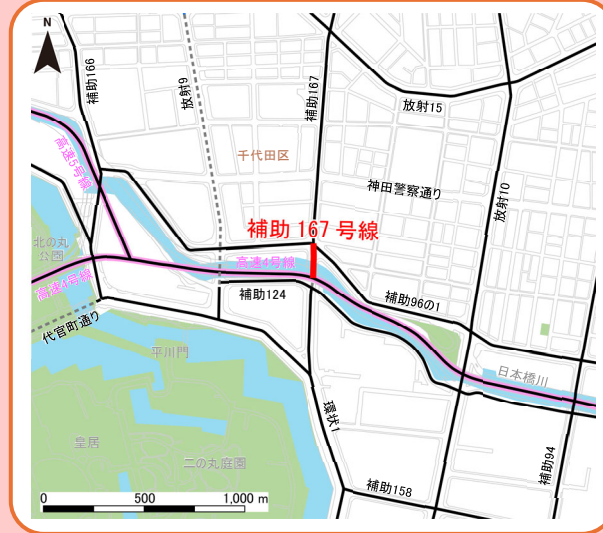 N
補助166
放射9
補助167
放射15
高速5号線
千代田区
神田警察通り
放射10
補助 167 号線
北の丸
公園
高速4号線
高速4号線
補助124
補助96の1
代官町通り
平川門
日本橋川
環状1
皇居
二の丸庭園
補助94
補助158
0 500 1,000 m